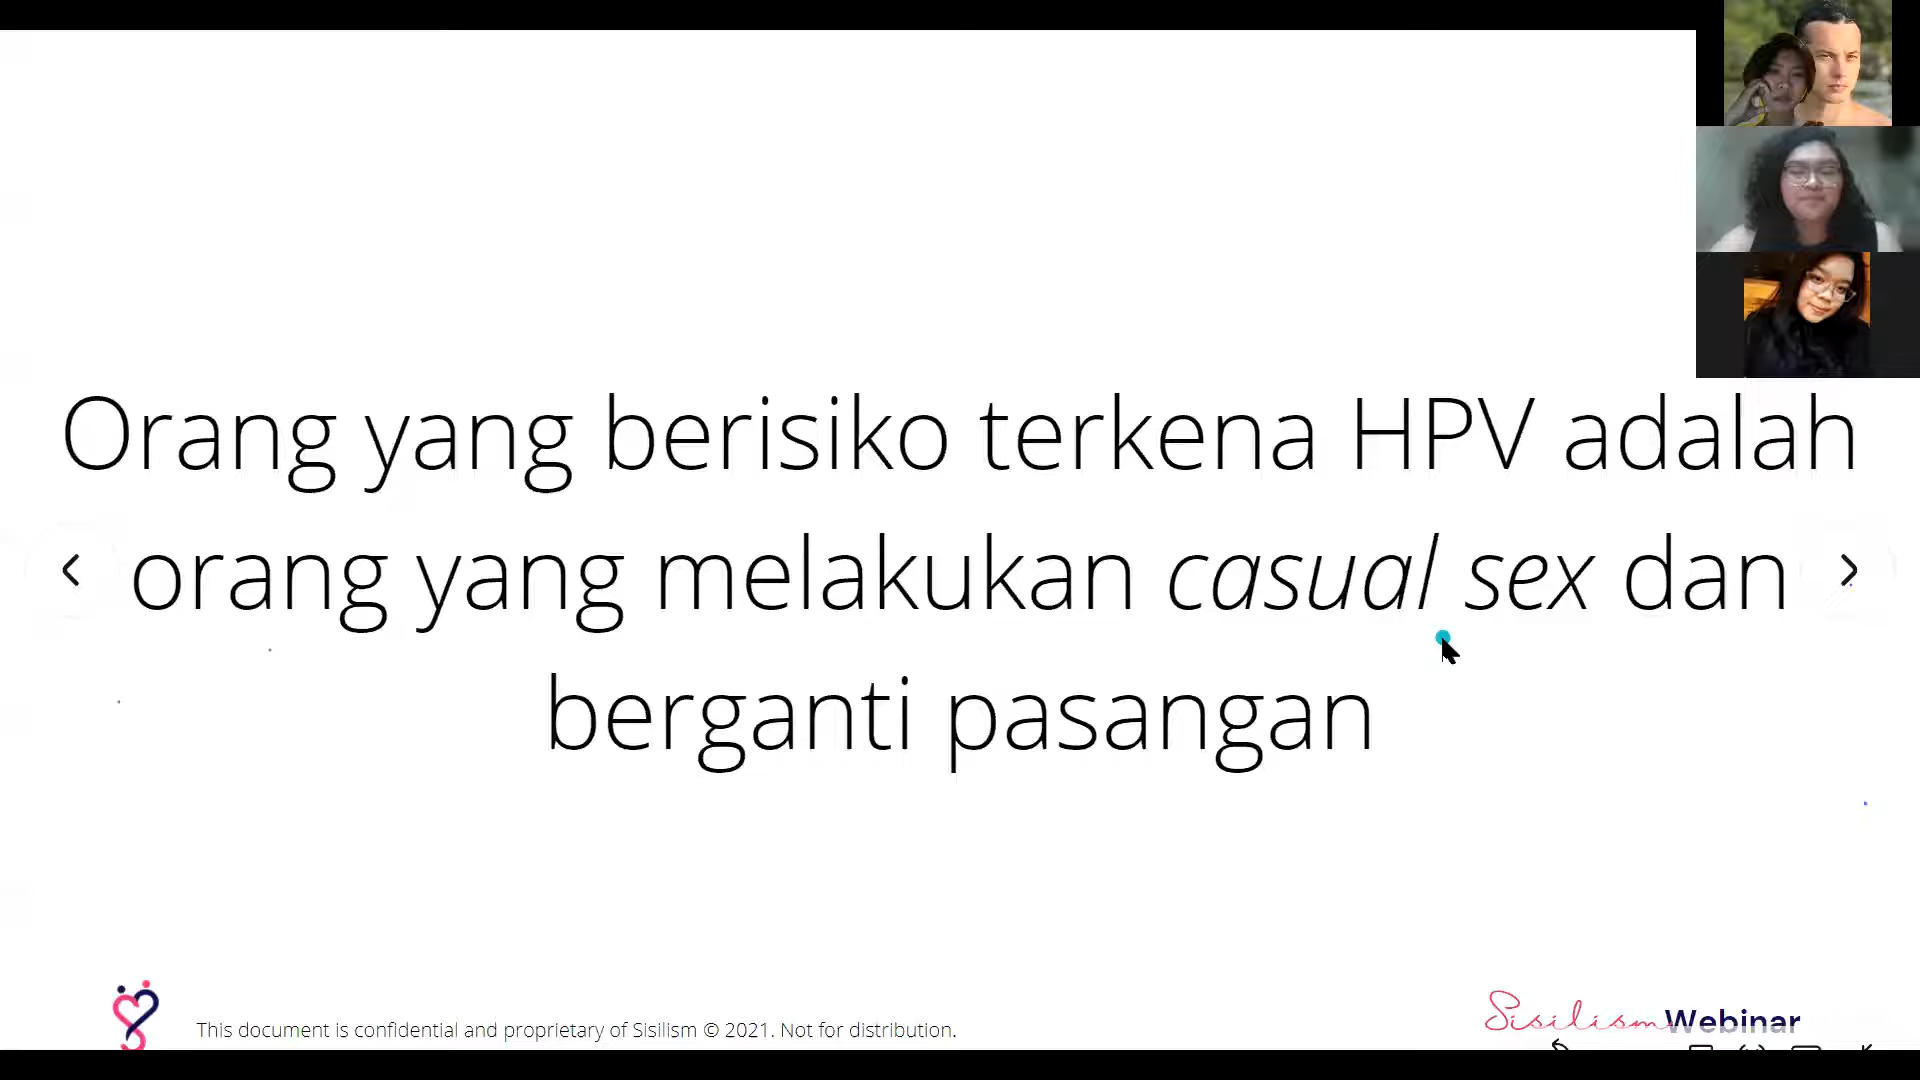 Orang yang berisiko terkena HPV adalah
orang yang melakukan casual sex dan
berganti pasangan
This document is confidential and proprietary of Sisilism © 2021. Not for distribution.
Sisilism Webinar